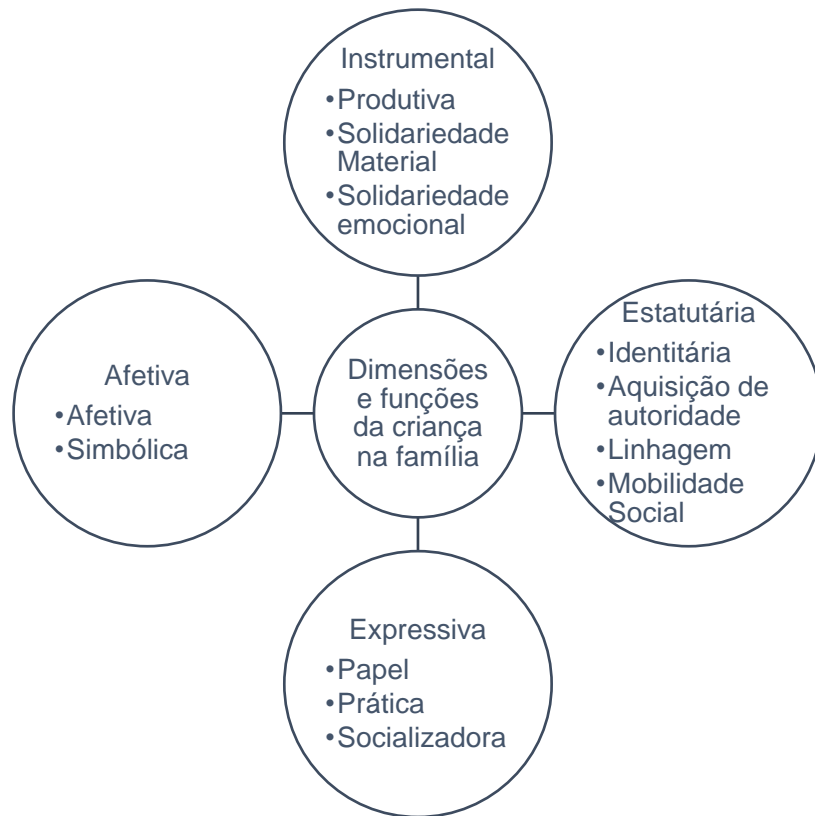 Instrumental
•Produtiva
•Solidariedade
Material
•Solidariedade
emocional
Afetiva
•Afetiva
•Simbólica
Dimensões
e funções
da criança
na família
Estatutária
•Identitária
•Aquisição de
autoridade
•Linhagem
•Mobilidade
Social
Expressiva
•Papel
•Prática
•Socializadora